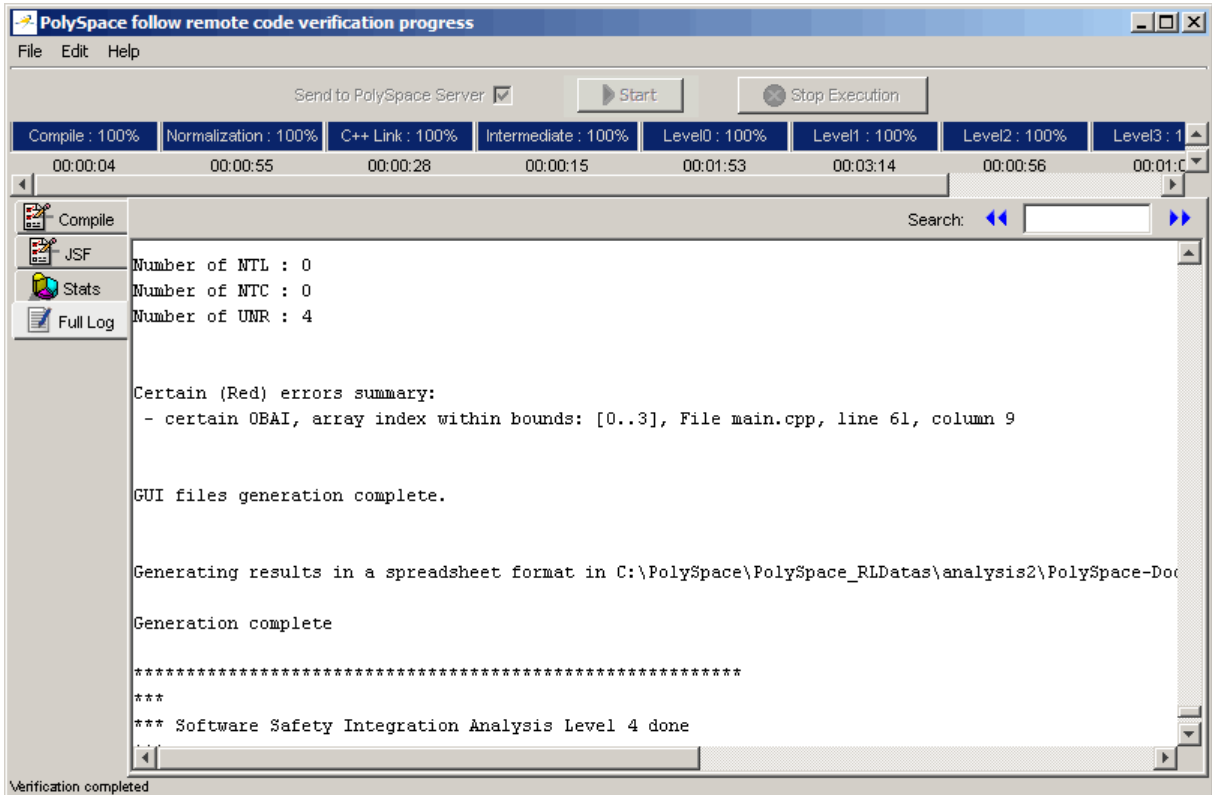 PolySpace follow remote code verification progress
File Edit Help
Send to PolySpace Server Start Stop Execution
Compile : 100% Normalization : 100% C++ Link : 100% Intermediate : 100% Level0 : 100% Level1 : 100% Level2 : 100% Level3 : 1
00:00:04 00:00:55 00:00:28 00:00:15 00:01:53 00:03:14 00:00:56 00:01:
Compile Search:
JSF
Stats
Full Log
Number of NTL : 0
Number of NTC : 0
Number of UNR : 4
Certain (Red) errors summary:
- certain OBAI, array index within bounds: [0..3], File main.cpp, line 61, column 9
GUI files generation complete.
Generating results in a spreadsheet format in C:\PolySpace\PolySpace_RLDatas\analysis2\PolySpace-Doc
Generation complete
**********************************************************
***
*** Software Safety Integration Analysis Level 4 done
Verification completed